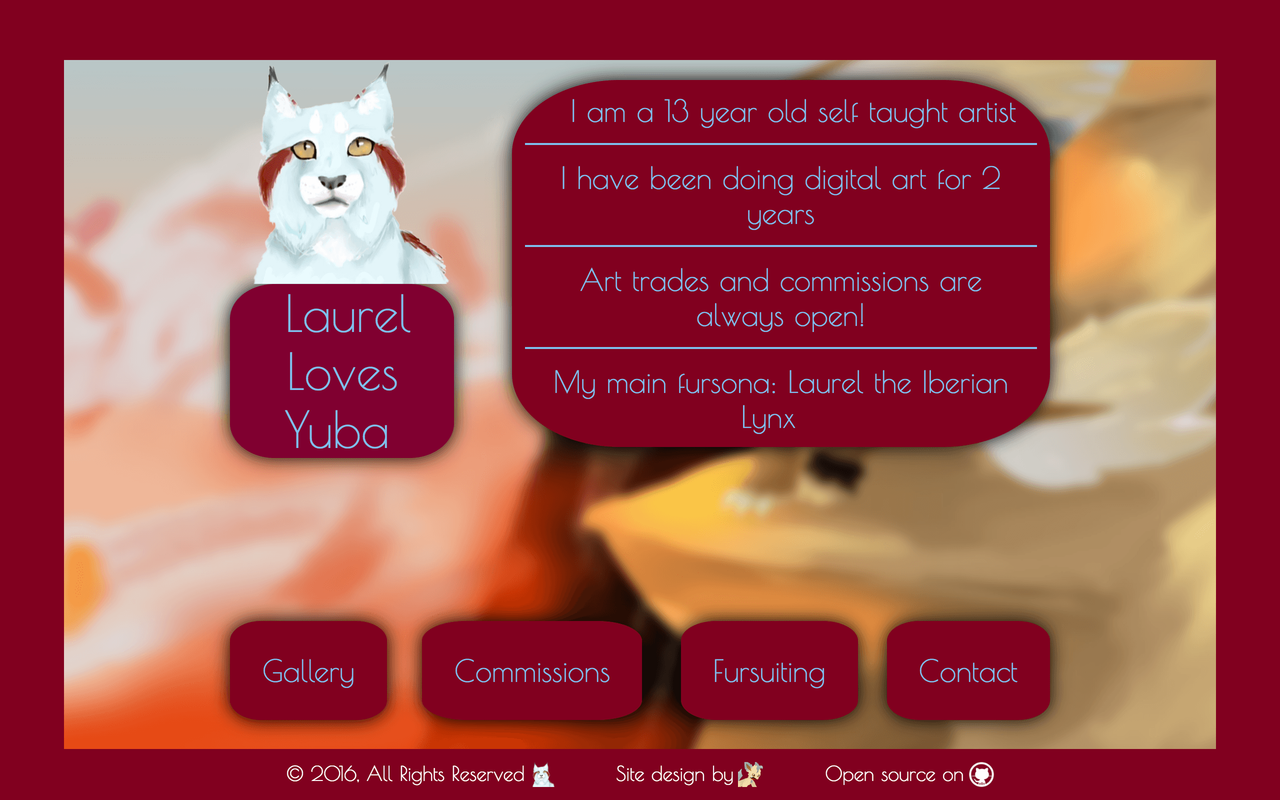 I am a 13 year old self taught artist
I have been doing digital art for 2
years
Art trades and commissions are
always open!
My main fursona: Laurel the Iberian
Lynx
Laurel
Loves
Yuba
Gallery
Commissions
Fursuiting
Contact
© 2016, All Rights Reserved
Site design by
Open source on